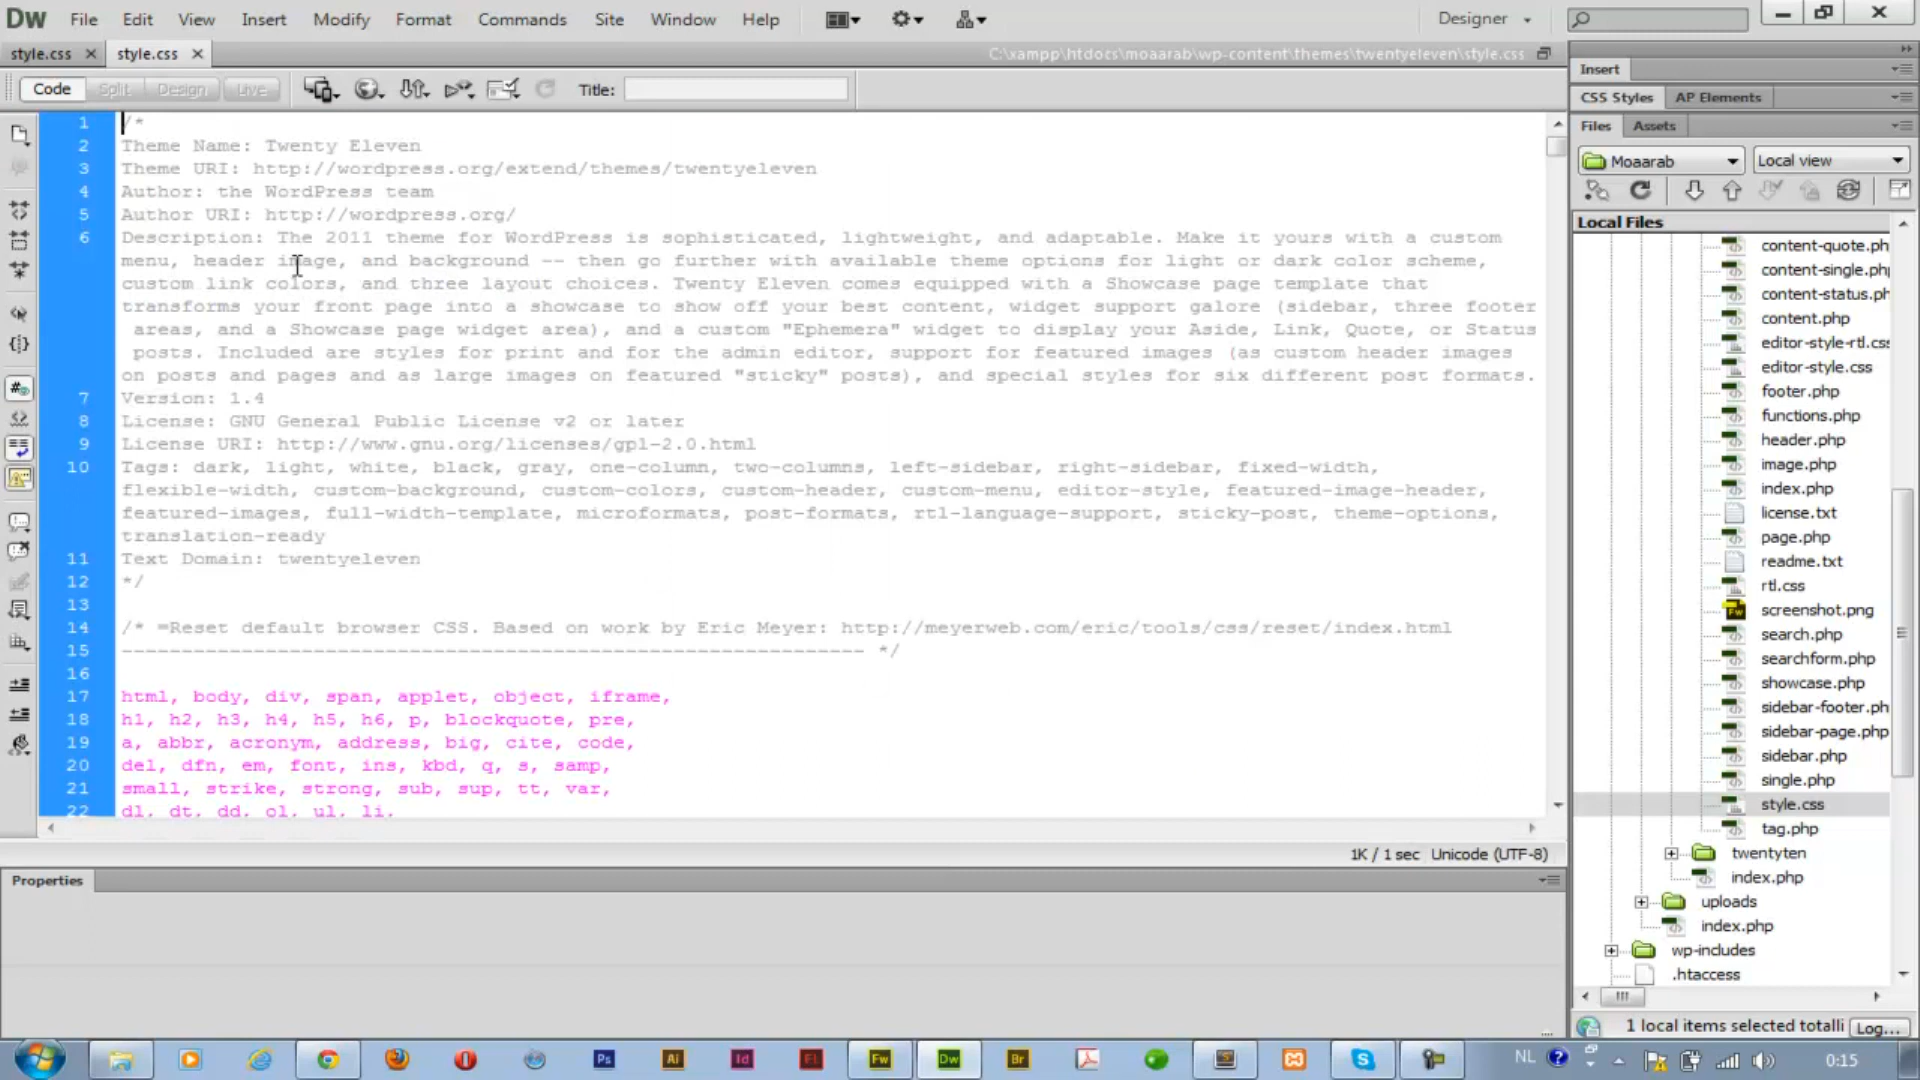 Dw File Edit View Insert Modify Format Commands Site Window Help Designer
style.css style.css C:\xampp\htdocs\moaarab\wp-content\themes\twentyeleven\style.css
Code Split Design Live Title:
1 /*
2 Theme Name: Twenty Eleven
3 Theme URI: http://wordpress.org/extend/themes/twentyeleven
4 Author: the WordPress team
5 Author URI: http://wordpress.org/
6 Description: The 2011 theme for WordPress is sophisticated, lightweight, and adaptable. Make it yours with a custom
menu, header image, and background -- then go further with available theme options for light or dark color scheme,
custom link colors, and three layout choices. Twenty Eleven comes equipped with a Showcase page template that
transforms your front page into a showcase to show off your best content, widget support galore (sidebar, three footer
areas, and a Showcase page widget area), and a custom "Ephemera" widget to display your Aside, Link, Quote, or Status
posts. Included are styles for print and for the admin editor, support for featured images (as custom header images
on posts and pages and as large images on featured "sticky" posts), and special styles for six different post formats.
7 Version: 1.4
8 License: GNU General Public License v2 or later
9 License URI: http://www.gnu.org/licenses/gpl-2.0.html
10 Tags: dark, light, white, black, gray, one-column, two-columns, left-sidebar, right-sidebar, fixed-width,
flexible-width, custom-background, custom-colors, custom-header, custom-menu, editor-style, featured-image-header,
featured-images, full-width-template, microformats, post-formats, rtl-language-support, sticky-post, theme-options,
translation-ready
11 Text Domain: twentyeleven
12 */
13
14 /* =Reset default browser CSS. Based on work by Eric Meyer: http://meyerweb.com/eric/tools/css/reset/index.html
15 -------------------------------------------------------------- */
16
17 html, body, div, span, applet, object, iframe,
18 h1, h2, h3, h4, h5, h6, p, blockquote, pre,
19 a, abbr, acronym, address, big, cite, code,
20 del, dfn, em, font, ins, kbd, q, s, samp,
21 small, strike, strong, sub, sup, tt, var,
22 dl, dt, dd, ol, ul, li,
1K / 1 sec Unicode (UTF-8)
Properties
Insert
CSS Styles AP Elements
Files Assets
Moaarab Local view
Local Files
content-quote.ph
content-single.ph
content-status.ph
content.php
editor-style-rtl.css
editor-style.css
footer.php
functions.php
header.php
image.php
index.php
license.txt
page.php
readme.txt
rtl.css
screenshot.png
search.php
searchform.php
showcase.php
sidebar-footer.ph
sidebar-page.php
sidebar.php
single.php
style.css
tag.php
twentyten
index.php
uploads
index.php
wp-includes
.htaccess
1 local items selected totalli Log...
Ps Ai Id Fl Fw Dw Br NL 0:15